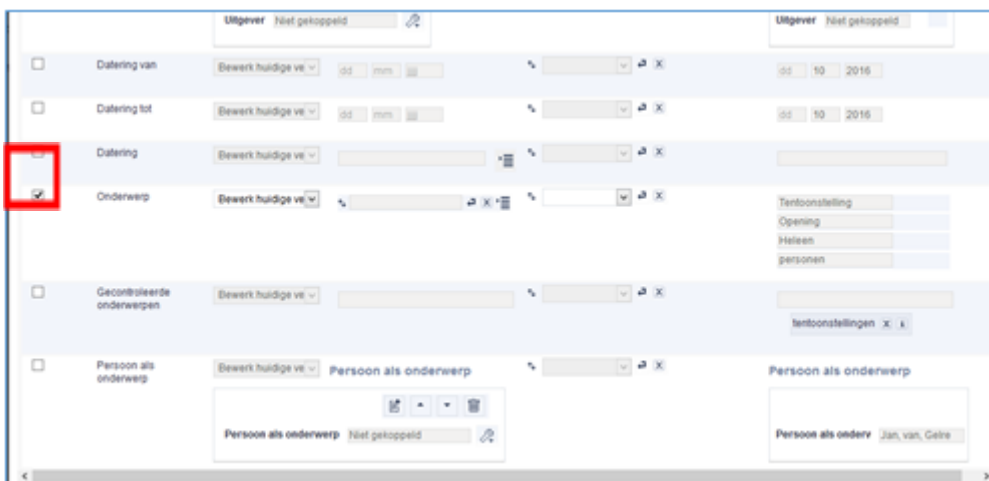 Uitgever Niet gekoppeld Uitgever Niet gekoppeld
Datering van Bewerk huidige ve dd mm X dd 10 2016
Datering tot Bewerk huidige ve dd mm X dd 10 2016
Datering Bewerk huidige ve X
Onderwerp Bewerk huidige ve X X Tentoonstelling
Opening
Heleen
personen
Gecontroleerde Bewerk huidige ve X
onderwerpen
tentoonstellingen x k
Persoon als Bewerk huidige ve Persoon als onderwerp X Persoon als onderwerp
onderwerp
Persoon als onderwerp Niet gekoppeld Persoon als onderv Jan, van, Gelre